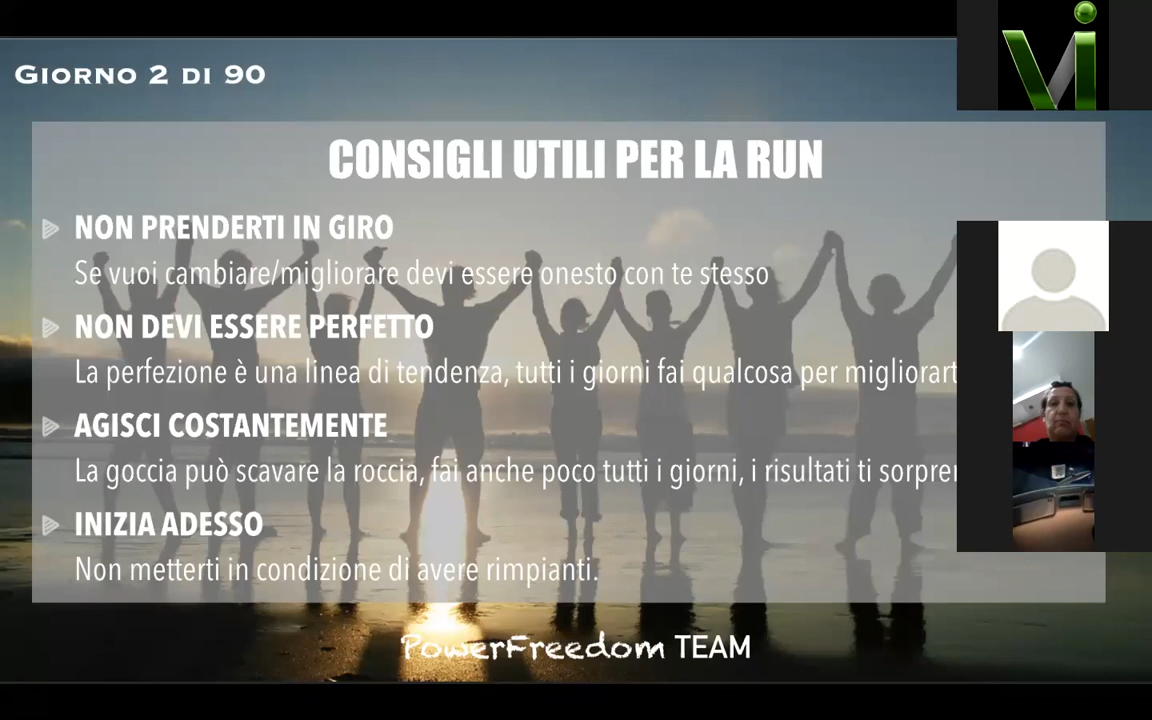 GIORNO 2 DI 90
Vi
CONSIGLI UTILI PER LA RUN
NON PRENDERTI IN GIRO
Se vuoi cambiare/migliorare devi essere onesto con te stesso
NON DEVI ESSERE PERFETTO
La perfezione è una linea di tendenza, tutti i giorni fai qualcosa per migliorart
AGISCI COSTANTEMENTE
La goccia può scavare la roccia, fai anche poco tutti i giorni, i risultati ti sorpren
INIZIA ADESSO
Non metterti in condizione di avere rimpianti.
PowerFreedom TEAM